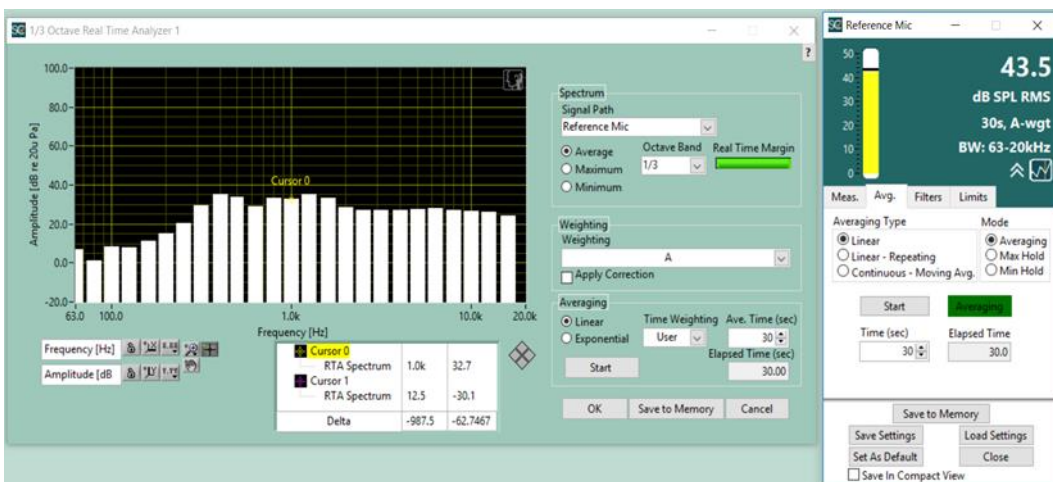 SC 1/3 Octave Real Time Analyzer 1
?
100.0
80.0
60.0
40.0
20.0
0.0
-20.0
Amplitude [dB re 20u Pa]
Cursor 0
63.0 100.0 1.0k 10.0k 20.0k
Frequency [Hz]
Frequency [Hz]
Amplitude [dB
Cursor 0
RTA Spectrum 1.0k 32.7
Cursor 1
RTA Spectrum 12.5 -30.1
Delta -987.5 -62.7467
Spectrum
Signal Path
Reference Mic
Average
Maximum
Minimum
Octave Band
1/3
Real Time Margin
Weighting
Weighting
A
Apply Correction
Averaging
Linear
Exponential
Time Weighting
User
Ave. Time (sec)
30
Elapsed Time (sec)
30.00
Start
OK Save to Memory Cancel
SC Reference Mic
50
40
30
20
10
0
43.5
dB SPL RMS
30s, A-wgt
BW: 63-20kHz
Meas. Avg. Filters Limits
Averaging Type
Linear
Linear - Repeating
Continuous - Moving Avg.
Mode
Averaging
Max Hold
Min Hold
Start Averaging
Time (sec) Elapsed Time
30 30.0
Save to Memory
Save Settings Load Settings
Set As Default Close
Save In Compact View